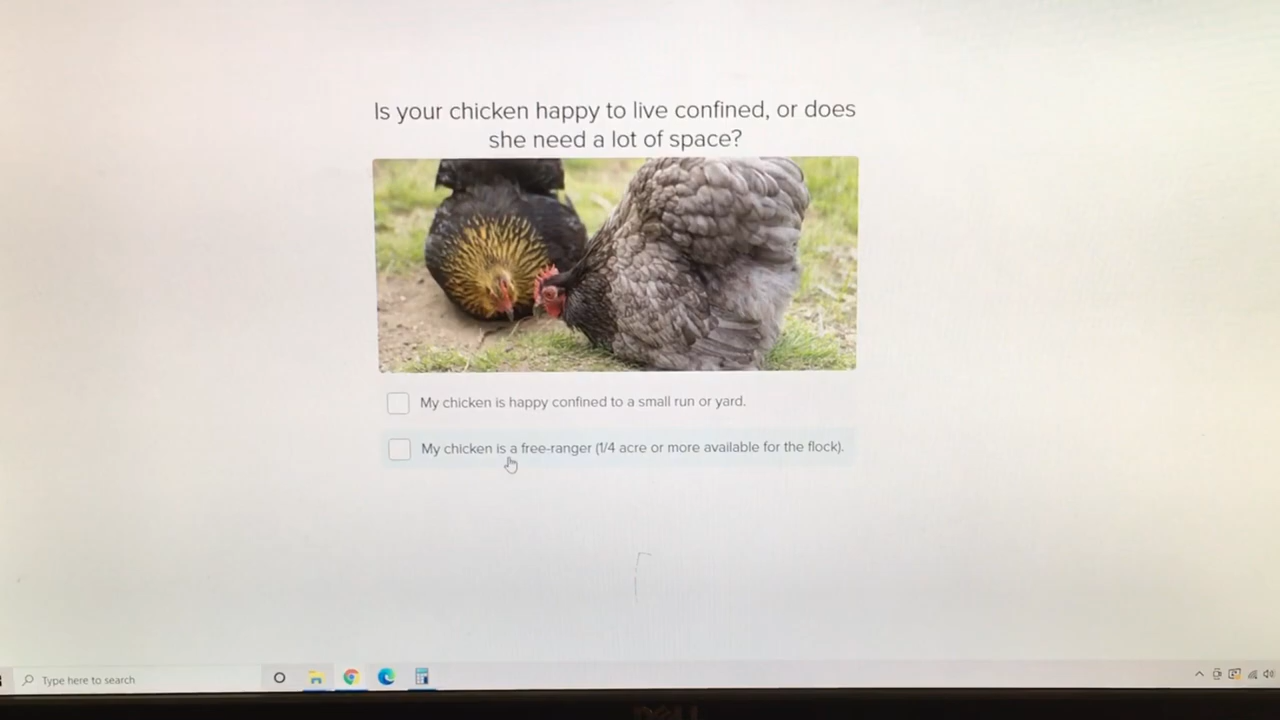 Is your chicken happy to live confined, or does
she need a lot of space?
My chicken is happy confined to a small run or yard.
My chicken is a free-ranger (1/4 acre or more available for the flock).
Type here to search
DELL